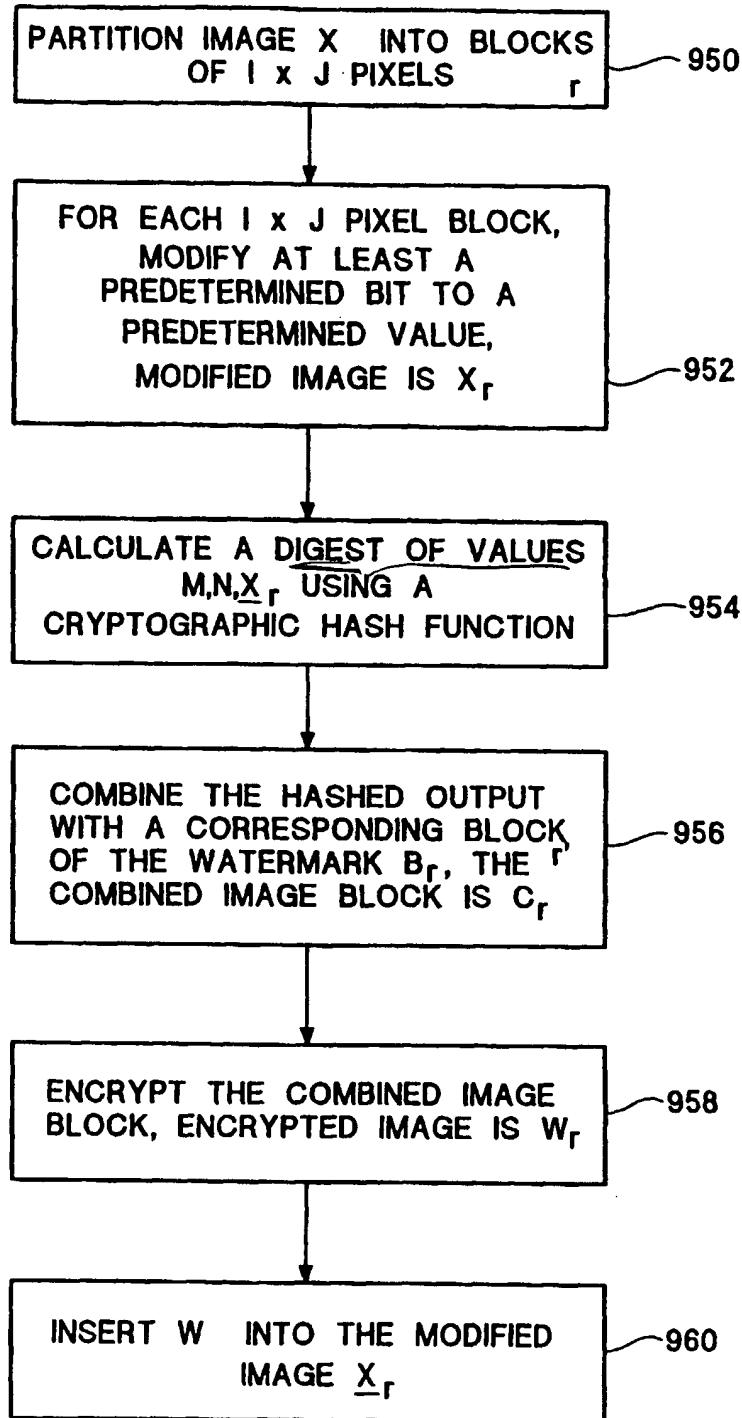 PARTITION IMAGE X INTO BLOCKS
OF I x J PIXELS r
950
FOR EACH I x J PIXEL BLOCK,
MODIFY AT LEAST A
PREDETERMINED BIT TO A
PREDETERMINED VALUE,
MODIFIED IMAGE IS Xr
952
CALCULATE A DIGEST OF VALUES
M,N,Xr USING A
CRYPTOGRAPHIC HASH FUNCTION
954
COMBINE THE HASHED OUTPUT
WITH A CORRESPONDING BLOCK
OF THE WATERMARK Br, THE r
COMBINED IMAGE BLOCK IS Cr
956
ENCRYPT THE COMBINED IMAGE
BLOCK, ENCRYPTED IMAGE IS Wr
958
INSERT W INTO THE MODIFIED
IMAGE Xr
960